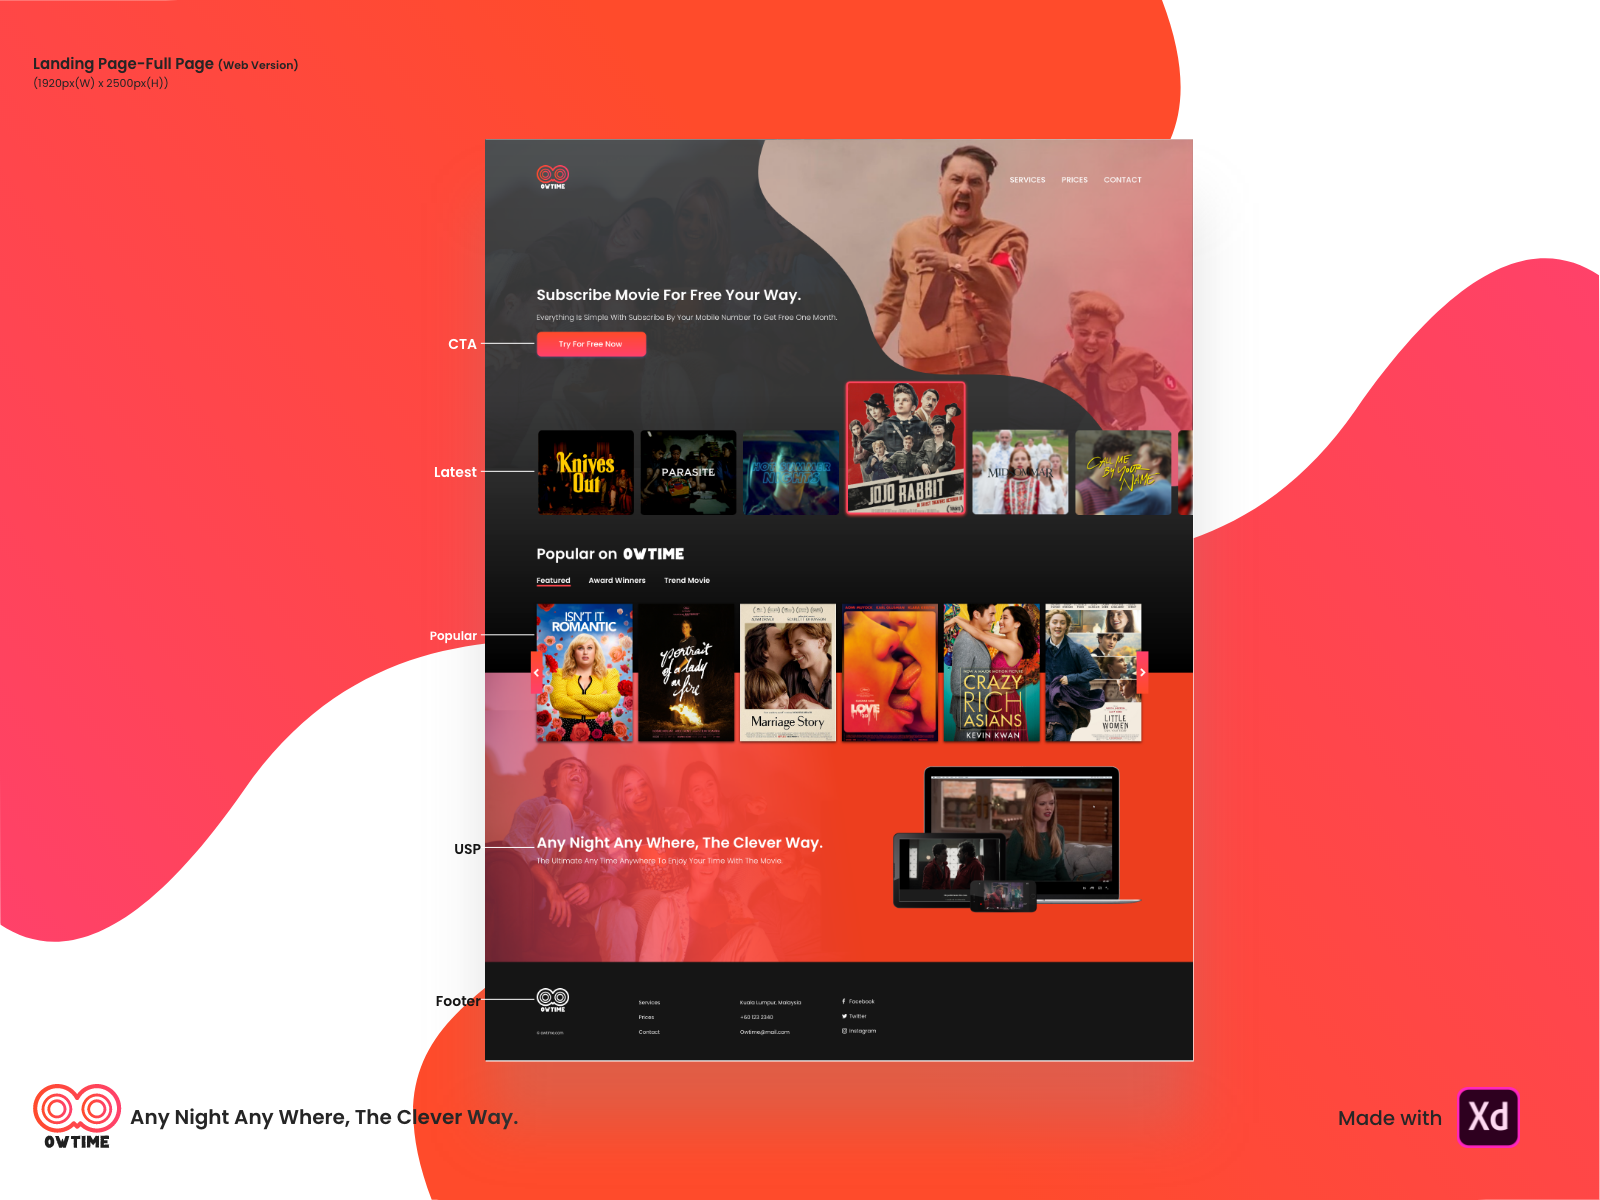 Landing Page-Full Page (Web Version)
(1920px(W) x 2500px(H))
OWTIME
SERVICES PRICES CONTACT
Subscribe Movie For Free Your Way.
Everything Is Simple With Subscribe By Your Mobile Number To Get Free One Month.
CTA
Try For Free Now
Latest
Knives Out
PARASITE
JOJO RABBIT
MIDSOMMAR
CALL ME BY YOUR NAME
Popular on OWTIME
Featured Award Winners Trend Movie
Popular
ISN'T IT ROMANTIC
portrait of a lady on fire
Marriage Story
LOVE
CRAZY RICH ASIANS
KEVIN KWAN
LITTLE WOMEN
USP
Any Night Any Where, The Clever Way.
The Ultimate Any Time Anywhere To Enjoy Your Time With The Movie.
Footer
OWTIME
© owtime.com
Services
Prices
Contact
Kuala Lumpur, Malaysia
+60 123 2340
Owtime@mail.com
Facebook
Twitter
Instagram
OWTIME
Any Night Any Where, The Clever Way.
Made with Xd